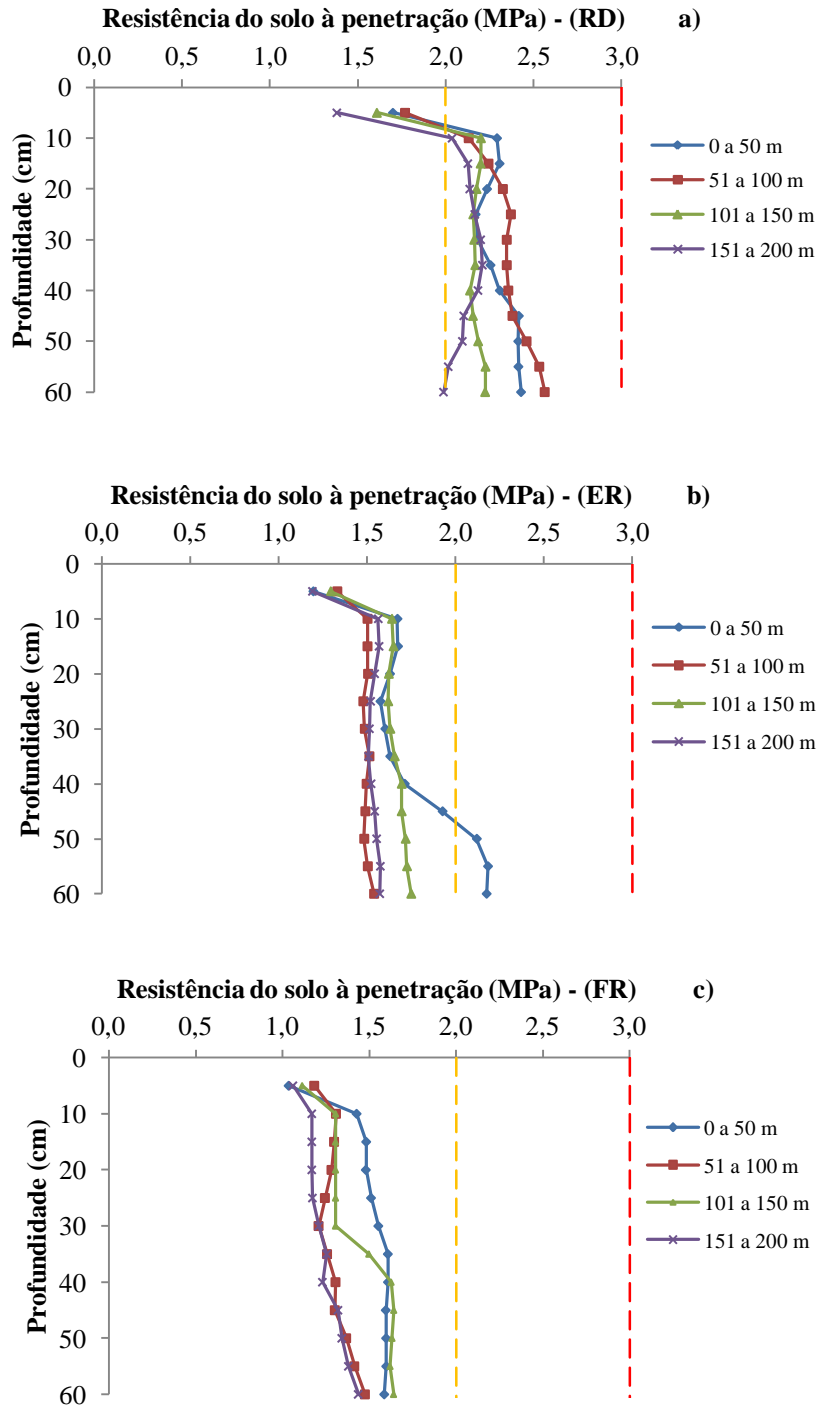 Resistência do solo à penetração (MPa) - (RD) a)
0,0 0,5 1,0 1,5 2,0 2,5 3,0
0
10
20
30
40
50
60
Profundidade (cm)
0 a 50 m
51 a 100 m
101 a 150 m
151 a 200 m
Resistência do solo à penetração (MPa) - (ER) b)
0,0 0,5 1,0 1,5 2,0 2,5 3,0
0
10
20
30
40
50
60
Profundidade (cm)
0 a 50 m
51 a 100 m
101 a 150 m
151 a 200 m
Resistência do solo à penetração (MPa) - (FR) c)
0,0 0,5 1,0 1,5 2,0 2,5 3,0
0
10
20
30
40
50
60
Profundidade (cm)
0 a 50 m
51 a 100 m
101 a 150 m
151 a 200 m